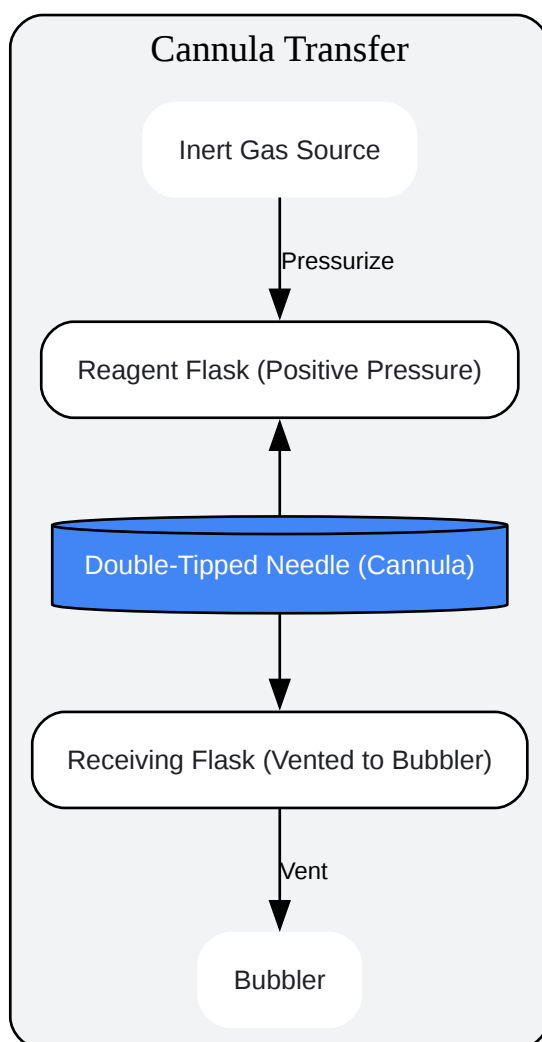 Cannula Transfer
Inert Gas Source
Pressurize
Reagent Flask (Positive Pressure)
Double-Tipped Needle (Cannula)
Receiving Flask (Vented to Bubbler)
Vent
Bubbler